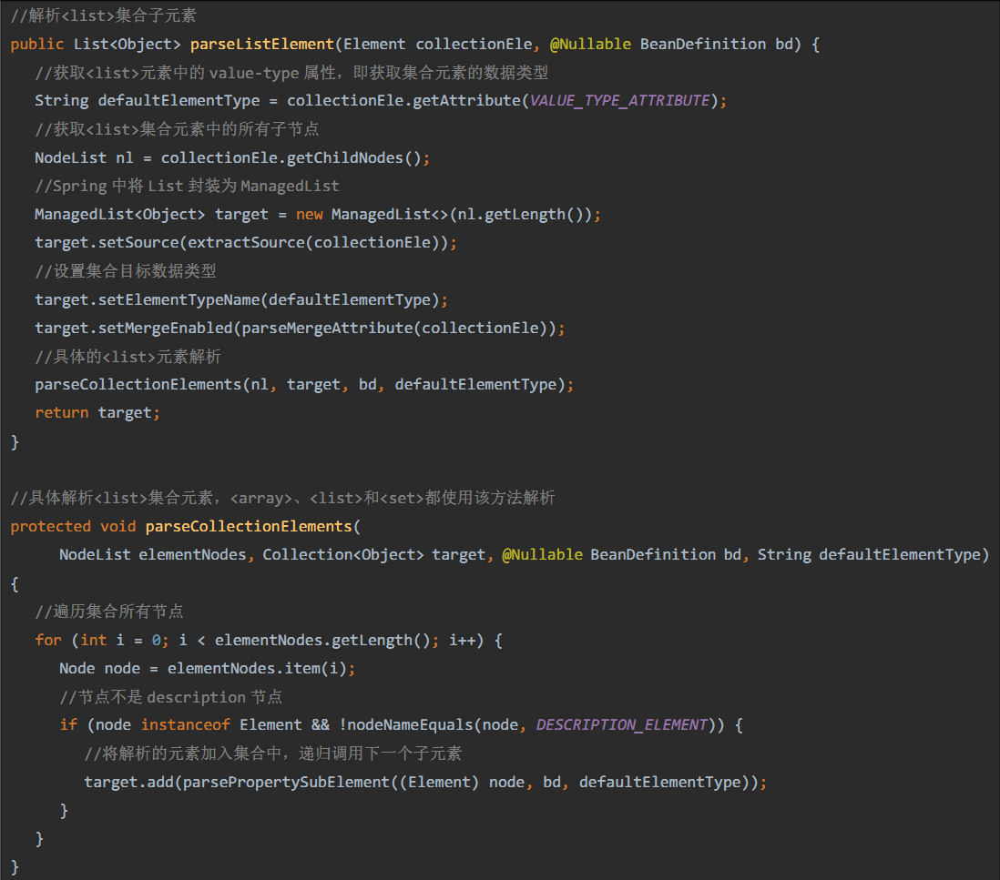 //解析<list>集合子元素
public List<Object> parseListElement(Element collectionEle, @Nullable BeanDefinition bd) {
//获取<list>元素中的 value-type 属性，即获取集合元素的数据类型
String defaultElementType = collectionEle.getAttribute(VALUE_TYPE_ATTRIBUTE);
//获取<list>集合元素中的所有子节点
NodeList nl = collectionEle.getChildNodes();
//Spring 中将 List 封装为 ManagedList
ManagedList<Object> target = new ManagedList<>(nl.getLength());
target.setSource(extractSource(collectionEle));
//设置集合目标数据类型
target.setElementTypeName(defaultElementType);
target.setMergeEnabled(parseMergeAttribute(collectionEle));
//具体的<list>元素解析
parseCollectionElements(nl, target, bd, defaultElementType);
return target;
}
//具体解析<list>集合元素，<array>、<list>和<set>都使用该方法解析
protected void parseCollectionElements(
NodeList elementNodes, Collection<Object> target, @Nullable BeanDefinition bd, String defaultElementType)
{
//遍历集合所有节点
for (int i = 0; i < elementNodes.getLength(); i++) {
Node node = elementNodes.item(i);
//节点不是 description 节点
if (node instanceof Element && !nodeNameEquals(node, DESCRIPTION_ELEMENT)) {
//将解析的元素加入集合中，递归调用下一个子元素
target.add(parsePropertySubElement((Element) node, bd, defaultElementType));
}
}
}